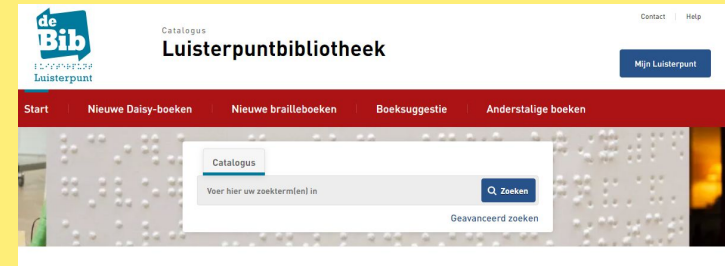 de
Bib
Luisterpunt
Catalogus
Luisterpuntbibliotheek
Contact
Help
Mijn Luisterpunt
Start
Nieuwe Daisy-boeken
Nieuwe brailleboeken
Boeksuggestie
Anderstalige boeken
Catalogus
Voer hier uw zoekterm(en) in
Zoeken
Geavanceerd zoeken